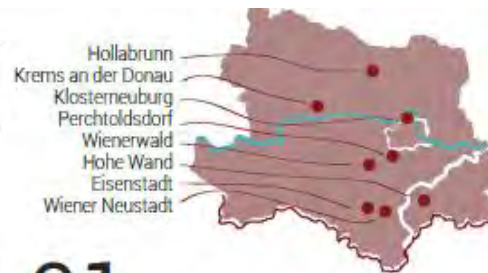 Hollabrunn
Krems an der Donau
Klosterneuburg
Perchtoldsdorf
Wienerwald
Hohe Wand
Eisenstadt
Wiener Neustadt